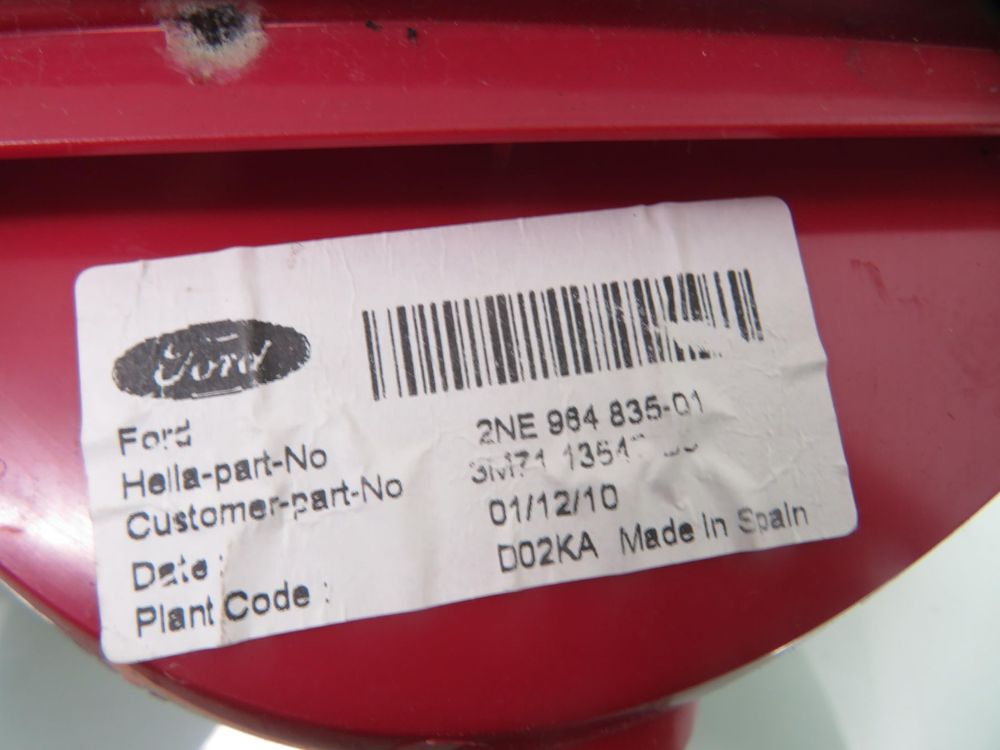 Ford
Ford
Hella-part-No 2NE 964 835-01
Customer-part-No 3M71
Date : 01/12/10
Plant Code : D02KA Made in Spain